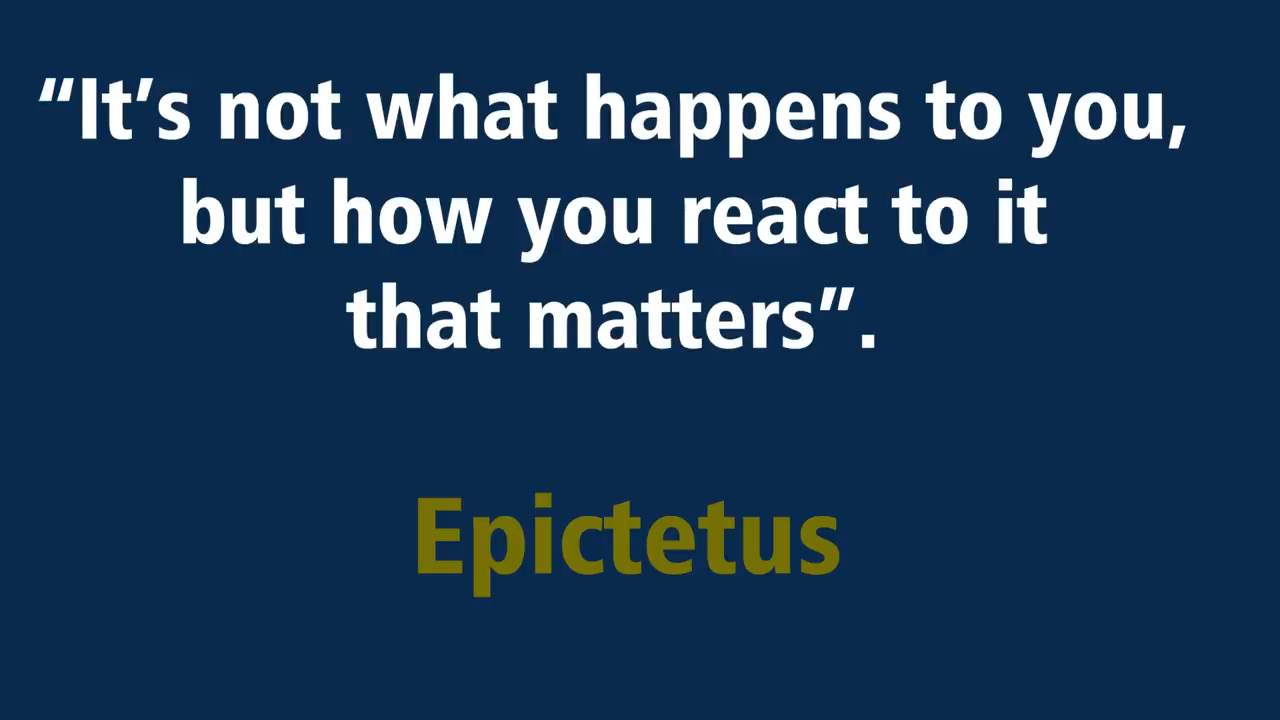 “It’s not what happens to you,
but how you react to it
that matters”.
Epictetus